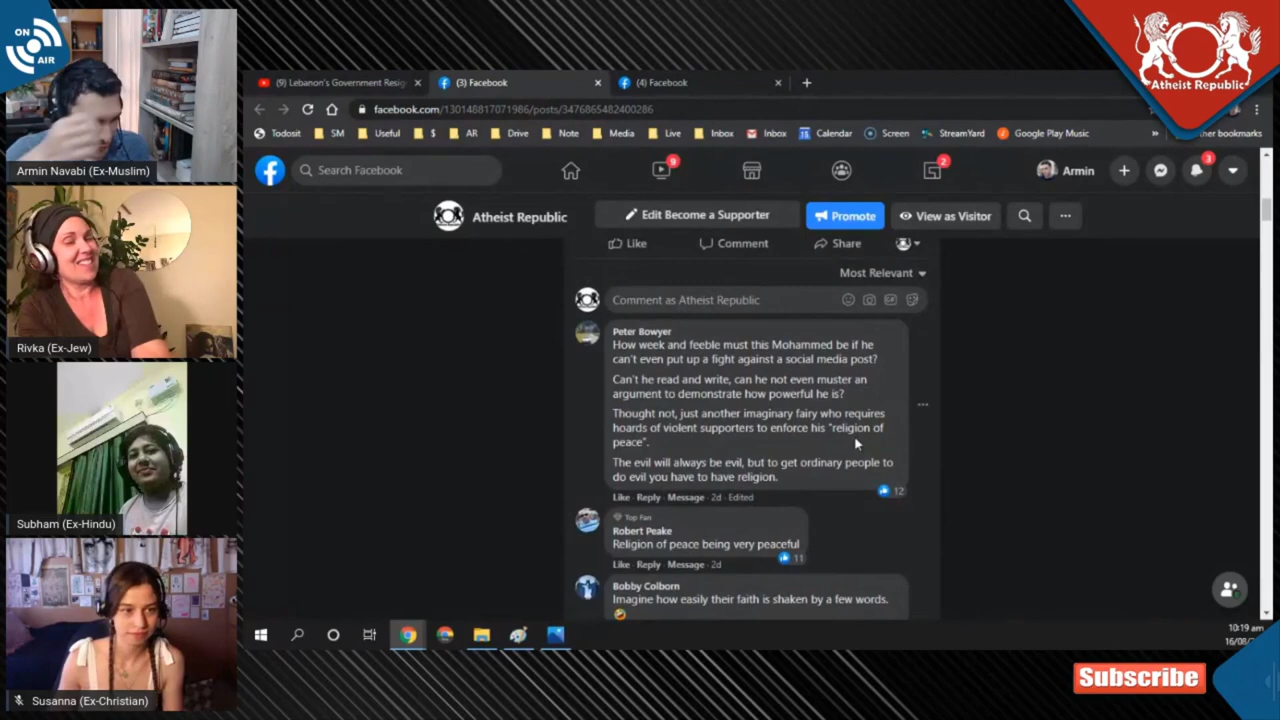 ON
AIR
Armin Navabi (Ex-Muslim)
Rivka (Ex-Jew)
Subham (Ex-Hindu)
Susanna (Ex-Christian)
(9) Lebanon's Government Resig
(3) Facebook
(4) Facebook
facebook.com/130148817071986/posts/3476865482400286
Todosit SM Useful $ AR Drive Note Media Live Inbox Inbox Calendar Screen StreamYard Google Play Music » her bookmarks
Atheist Republic
Search Facebook
9
2
Armin
3
Atheist Republic
Edit Become a Supporter
Promote
View as Visitor
Like Comment Share
Most Relevant
Comment as Atheist Republic
GIF
Peter Bowyer
How week and feeble must this Mohammed be if he
can't even put up a fight against a social media post?
Can't he read and write, can he not even muster an
argument to demonstrate how powerful he is?
Thought not, just another imaginary fairy who requires
hoards of violent supporters to enforce his "religion of
peace".
The evil will always be evil, but to get ordinary people to
do evil you have to have religion.
12
Like · Reply · Message · 2d · Edited
Top Fan
Robert Peake
Religion of peace being very peaceful
11
Like · Reply · Message · 2d
Bobby Colborn
Imagine how easily their faith is shaken by a few words.
10:19 am
16/08/
Subscribe